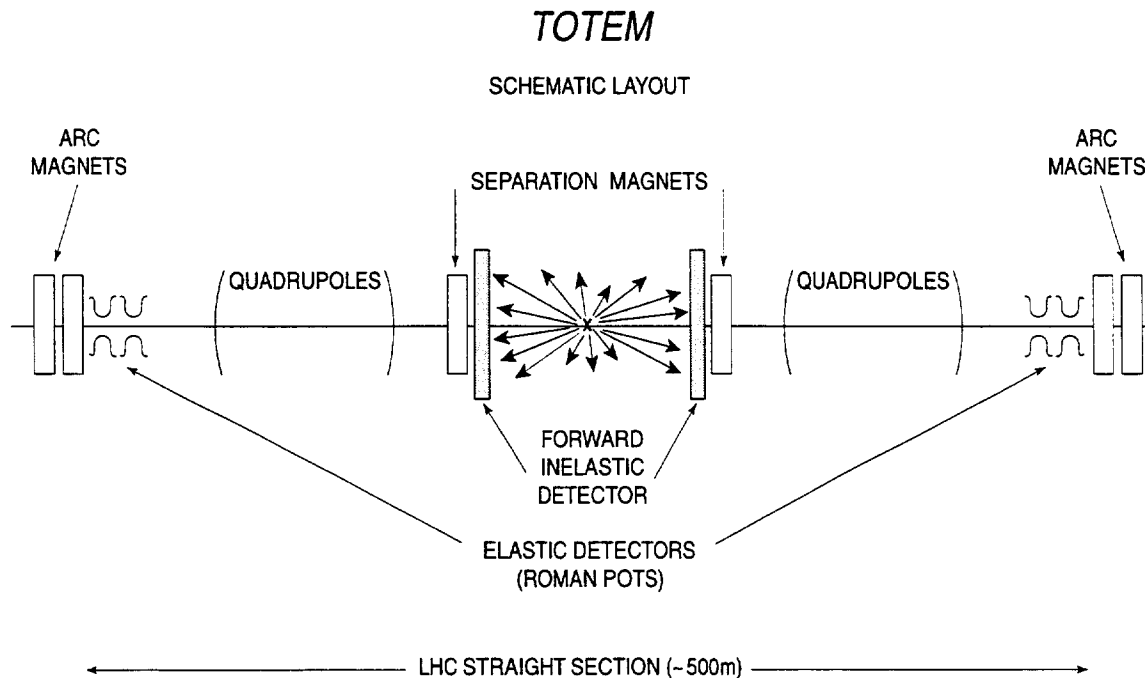 TOTEM
SCHEMATIC LAYOUT
ARC
MAGNETS
ARC
MAGNETS
SEPARATION MAGNETS
QUADRUPOLES
QUADRUPOLES
x
FORWARD
INELASTIC
DETECTOR
ELASTIC DETECTORS
(ROMAN POTS)
LHC STRAIGHT SECTION (~500m)